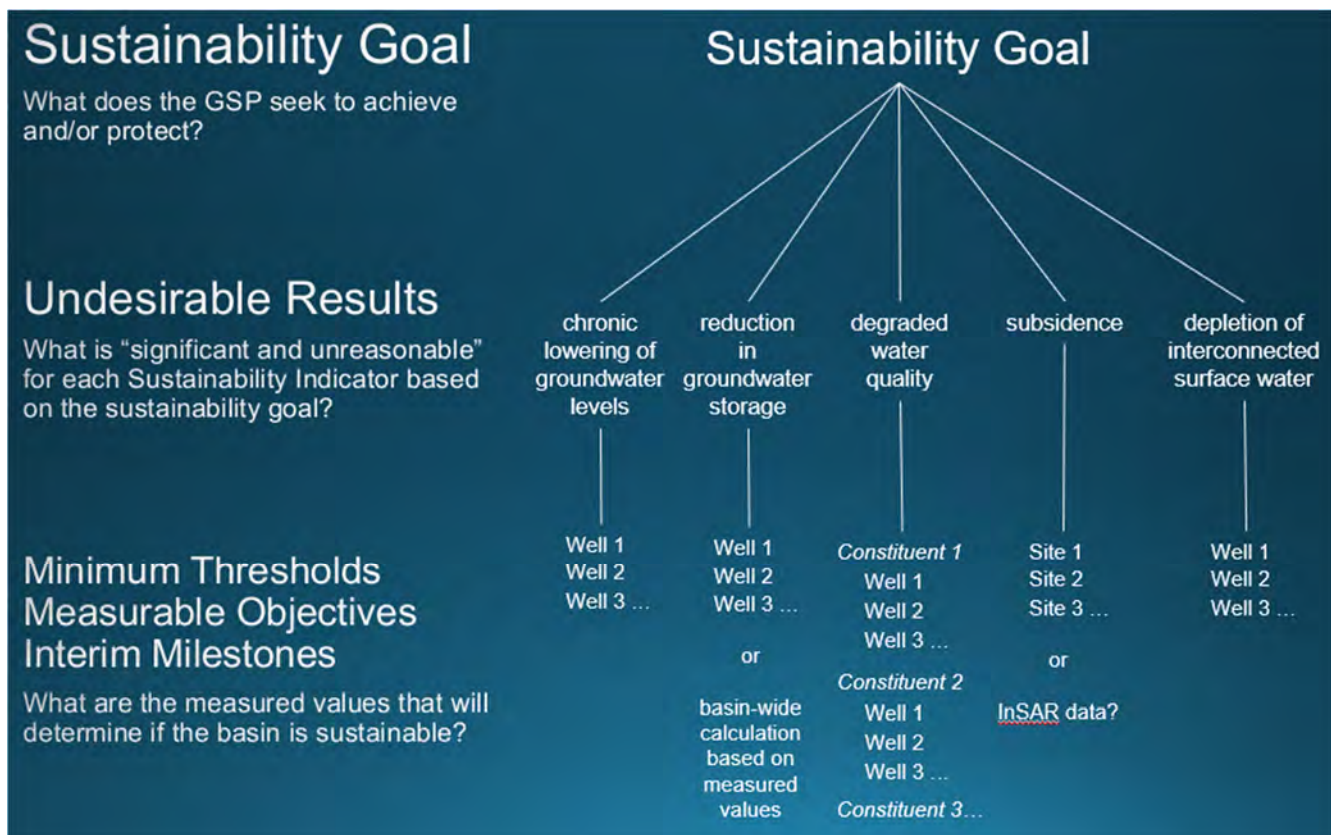 Sustainability Goal
What does the GSP seek to achieve
and/or protect?
Undesirable Results
What is “significant and unreasonable”
for each Sustainability Indicator based
on the sustainability goal?
Minimum Thresholds
Measurable Objectives
Interim Milestones
What are the measured values that will
determine if the basin is sustainable?
Sustainability Goal
chronic
lowering of
groundwater
levels
reduction
in
groundwater
storage
degraded
water
quality
subsidence
depletion of
interconnected
surface water
Well 1
Well 2
Well 3 ...
Well 1
Well 2
Well 3 ...
or
basin-wide
calculation
based on
measured
values
Constituent 1
Well 1
Well 2
Well 3 ...
Constituent 2
Well 1
Well 2
Well 3 ...
Constituent 3...
Site 1
Site 2
Site 3 ...
or
InSAR data?
Well 1
Well 2
Well 3 ...